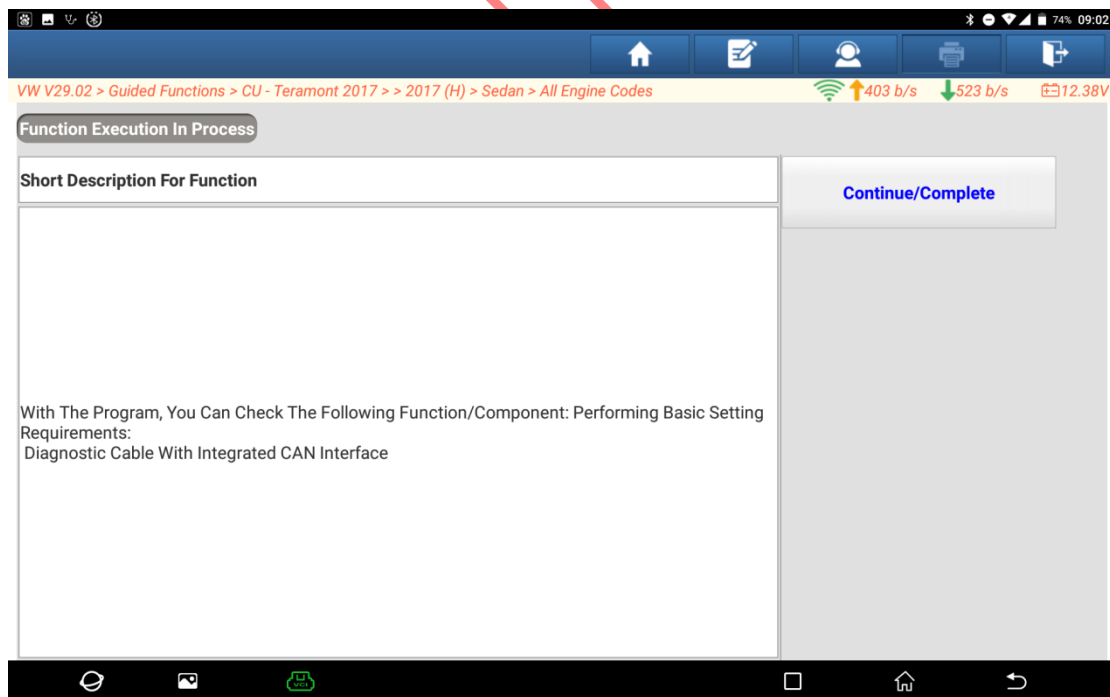 74% 09:02
VW V29.02 > Guided Functions > CU - Teramont 2017 > > 2017 (H) > Sedan > All Engine Codes 403 b/s 523 b/s 12.38V
Function Execution In Process
Short Description For Function
Continue/Complete
With The Program, You Can Check The Following Function/Component: Performing Basic Setting
Requirements:
Diagnostic Cable With Integrated CAN Interface
VCI